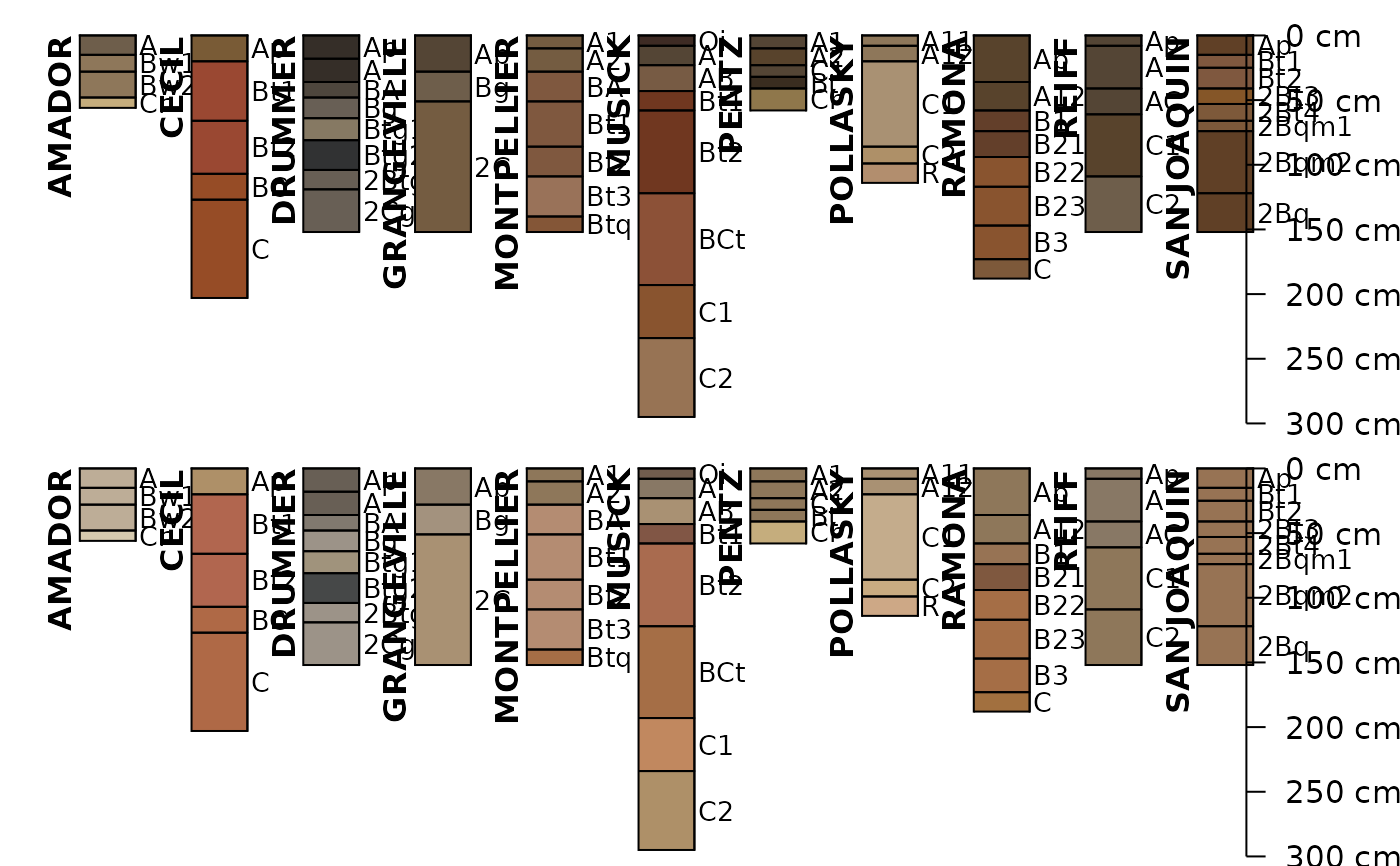 AMADOR
A
Bw1
Bw2
Cr
CECIL
Bt1
Bt2
BC
C
DRUMMER
Ap
A
BA
Bg
Btg1
Btg2
2Btg3
2Cg
GRANGEVILLE
Ap
Bg
2C
MONTPELLIER
A1
A2
BA
Bt1
Bt2
Bt3
Btq
MUSICK
Oi
A
AB
Bt1
Bt2
BCt
C1
C2
PENTZ
A1
A2
Bt
Cr
POLLASKY
A11
A12
C1
C2
R
RAMONA
Ap
A12
B1
B21
B22
B23
B3
C
REIFF
Ap
A
AC
C1
C2
SANJOAQUIN
Ap
Bt1
Bt2
2Bt3
2Bt4
2Bqm1
2Bqm2
2Bq
0 cm
50 cm
100 cm
150 cm
200 cm
250 cm
300 cm
AMADOR
A
Bw1
Bw2
Cr
CECIL
Bt1
Bt2
BC
C
DRUMMER
Ap
A
BA
Bg
Btg1
Btg2
2Btg3
2Cg
GRANGEVILLE
Ap
Bg
2C
MONTPELLIER
A1
A2
BA
Bt1
Bt2
Bt3
Btq
MUSICK
Oi
A
AB
Bt1
Bt2
BCt
C1
C2
PENTZ
A1
A2
Bt
Cr
POLLASKY
A11
A12
C1
C2
R
RAMONA
Ap
A12
B1
B21
B22
B23
B3
C
REIFF
Ap
A
AC
C1
C2
SANJOAQUIN
Ap
Bt1
Bt2
2Bt3
2Bt4
2Bqm1
2Bqm2
2Bq
0 cm
50 cm
100 cm
150 cm
200 cm
250 cm
300 cm